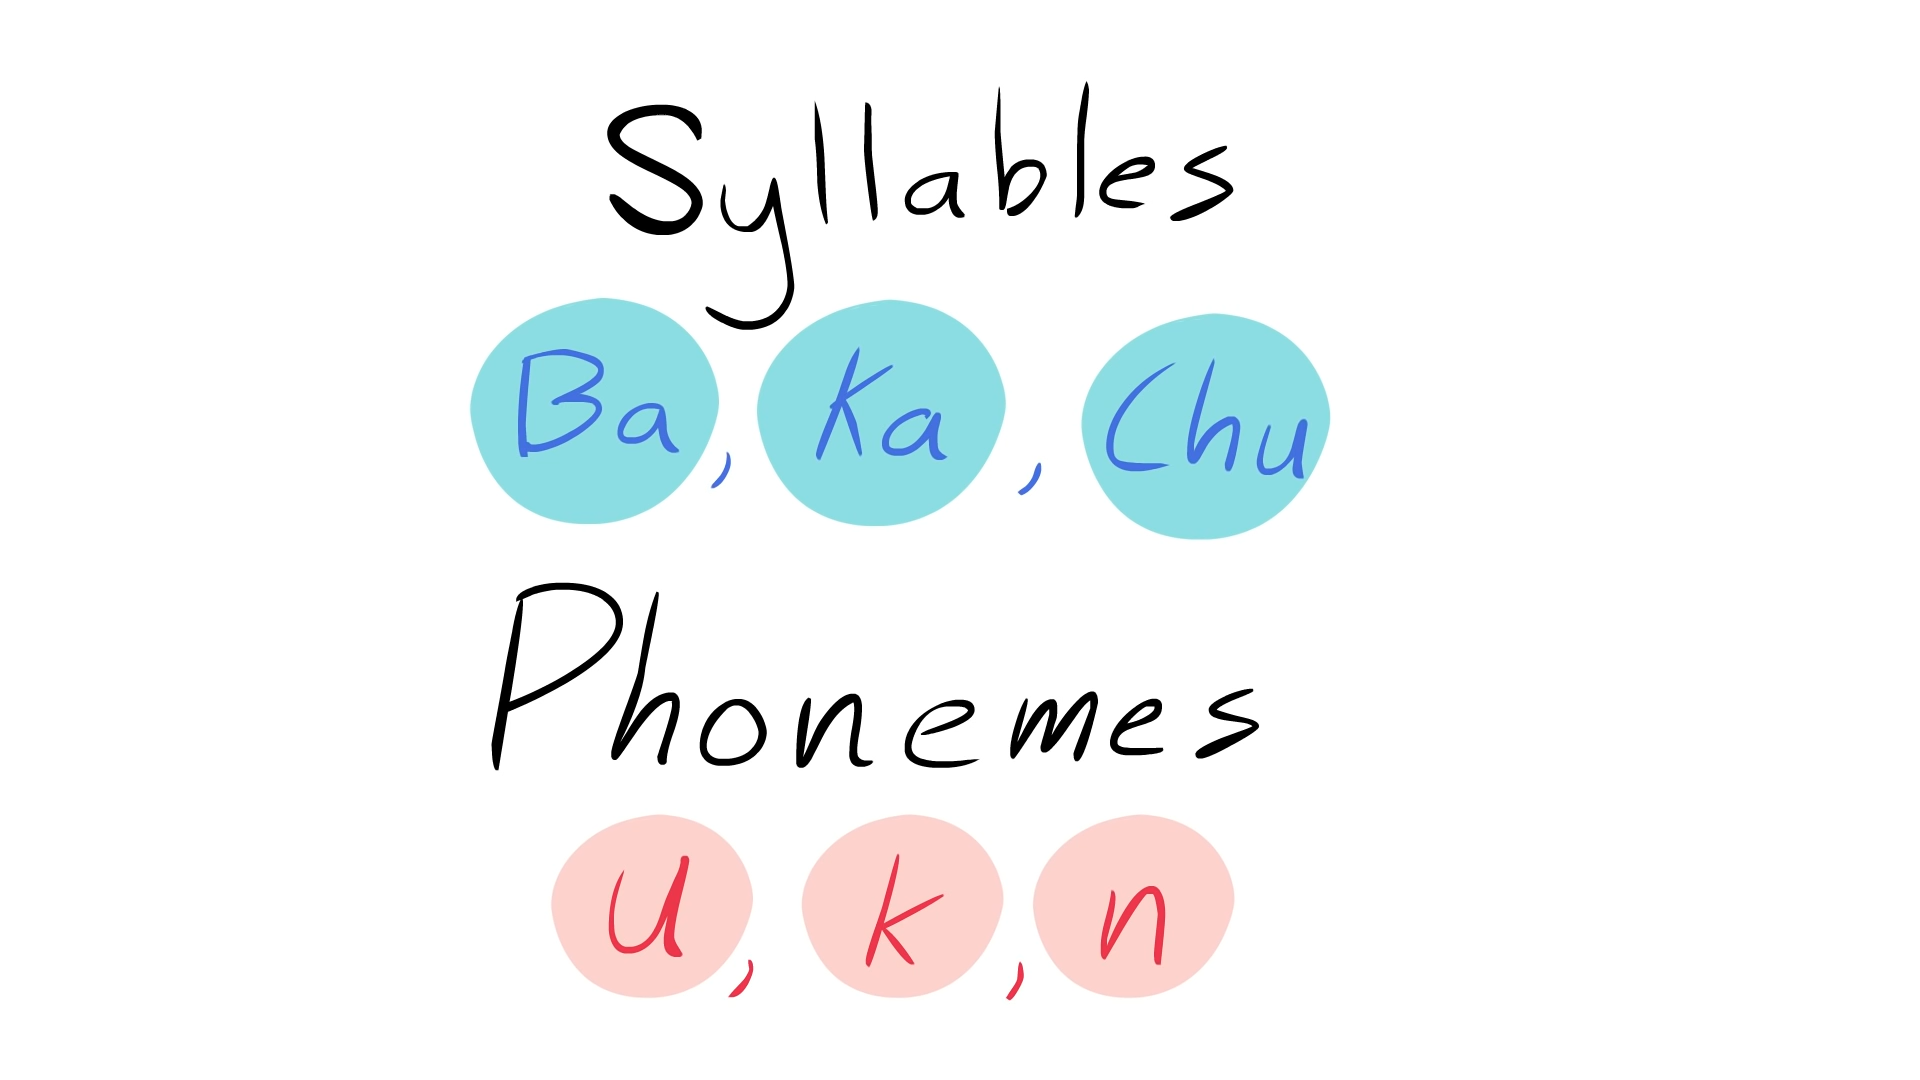 Syllables
Ba, Ka, Chu
Phonemes
u, k, n